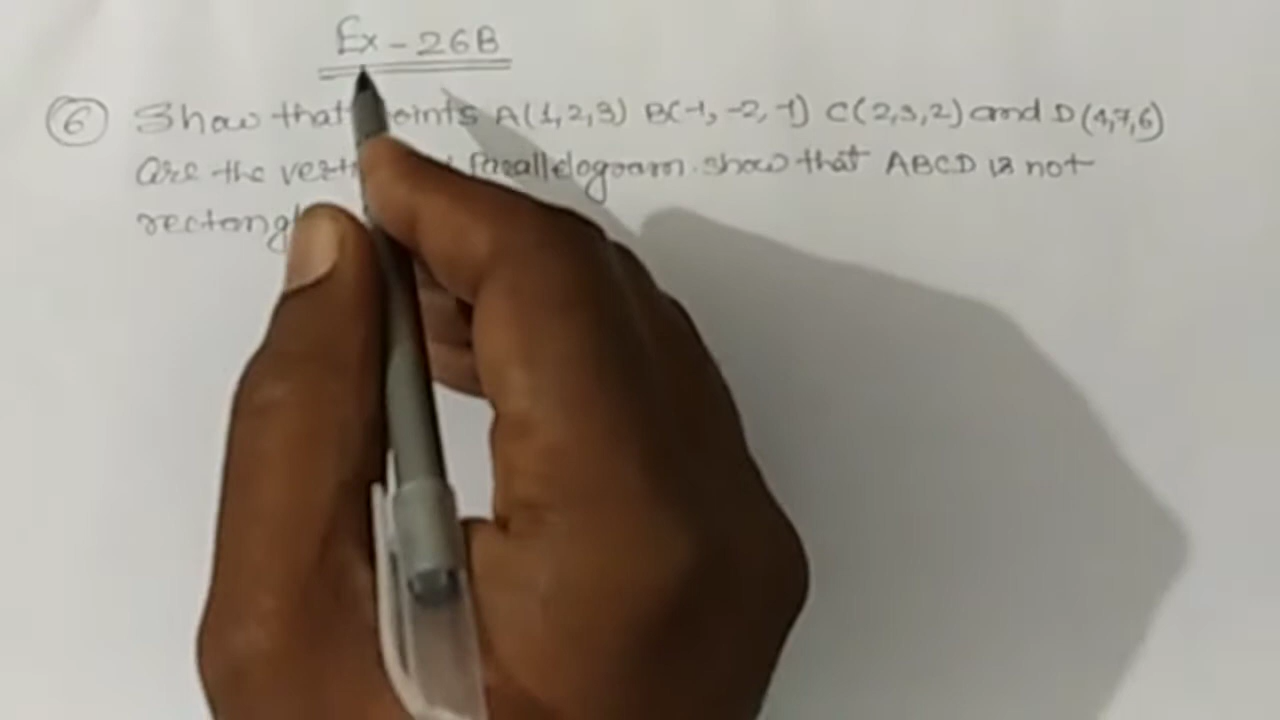 Ex - 26B
6 Show that points A(1,2,3) B(-1,-2,-1) C(2,3,2) and D(4,7,6)
are the Parallelogram. show that ABCD is not